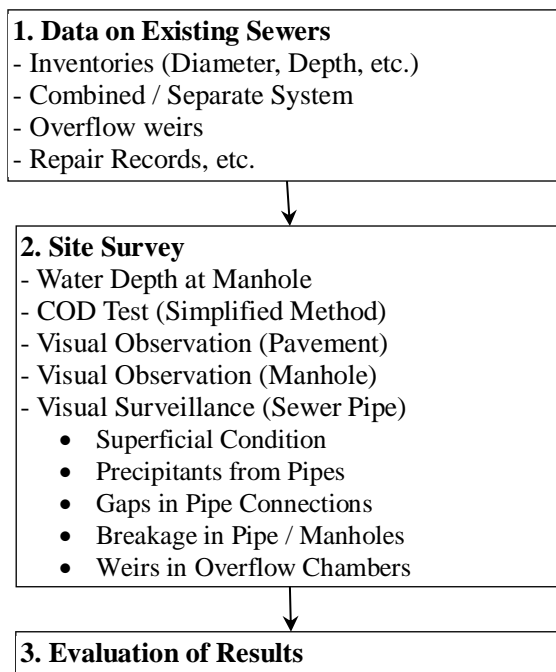 1. Data on Existing Sewers
- Inventories (Diameter, Depth, etc.)
- Combined / Separate System
- Overflow weirs
- Repair Records, etc.
2. Site Survey
- Water Depth at Manhole
- COD Test (Simplified Method)
- Visual Observation (Pavement)
- Visual Observation (Manhole)
- Visual Surveillance (Sewer Pipe)
• Superficial Condition
• Precipitants from Pipes
• Gaps in Pipe Connections
• Breakage in Pipe / Manholes
• Weirs in Overflow Chambers
3. Evaluation of Results